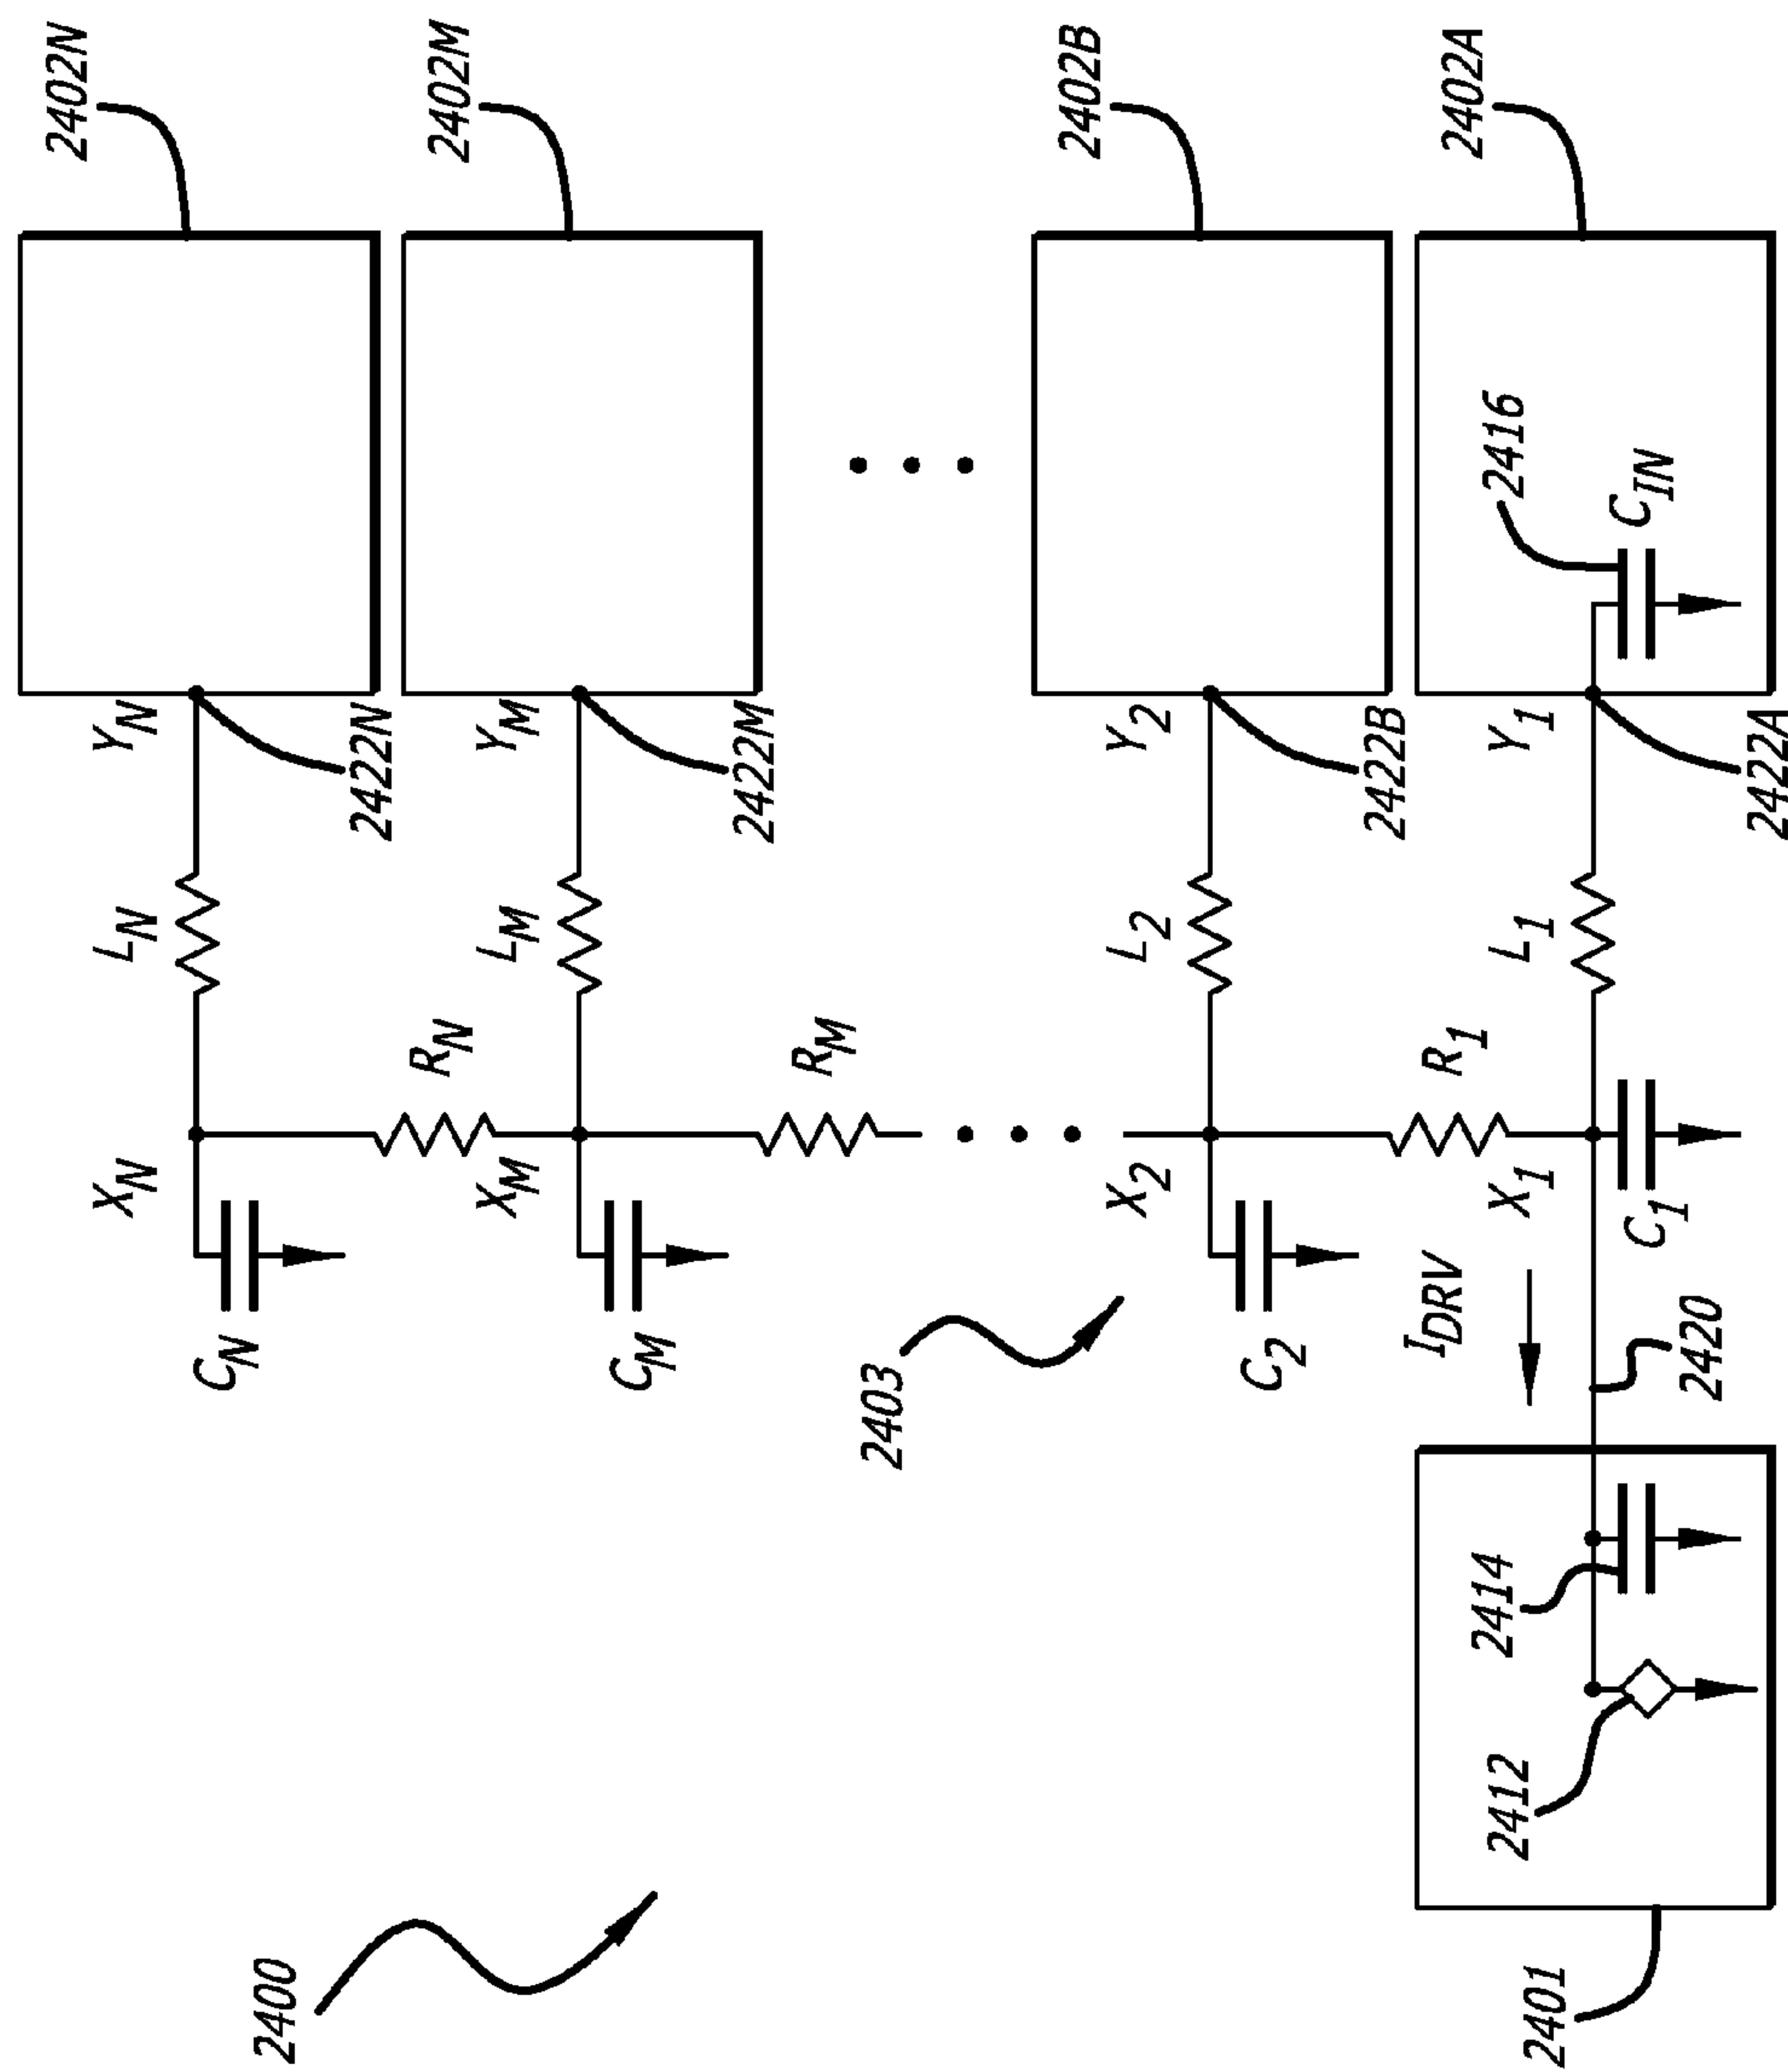 2402N
2402M
2402B
2402A
2416
C_IN
Y_N
Y_M
Y_2
Y_1
2422N
2422M
2422B
2422A
L_N
L_M
L_2
L_1
R_N
R_M
R_1
X_N
X_M
X_2
X_1
C_N
C_M
C_2
C_1
2403
I_DRV
2420
2414
2412
2400
2401